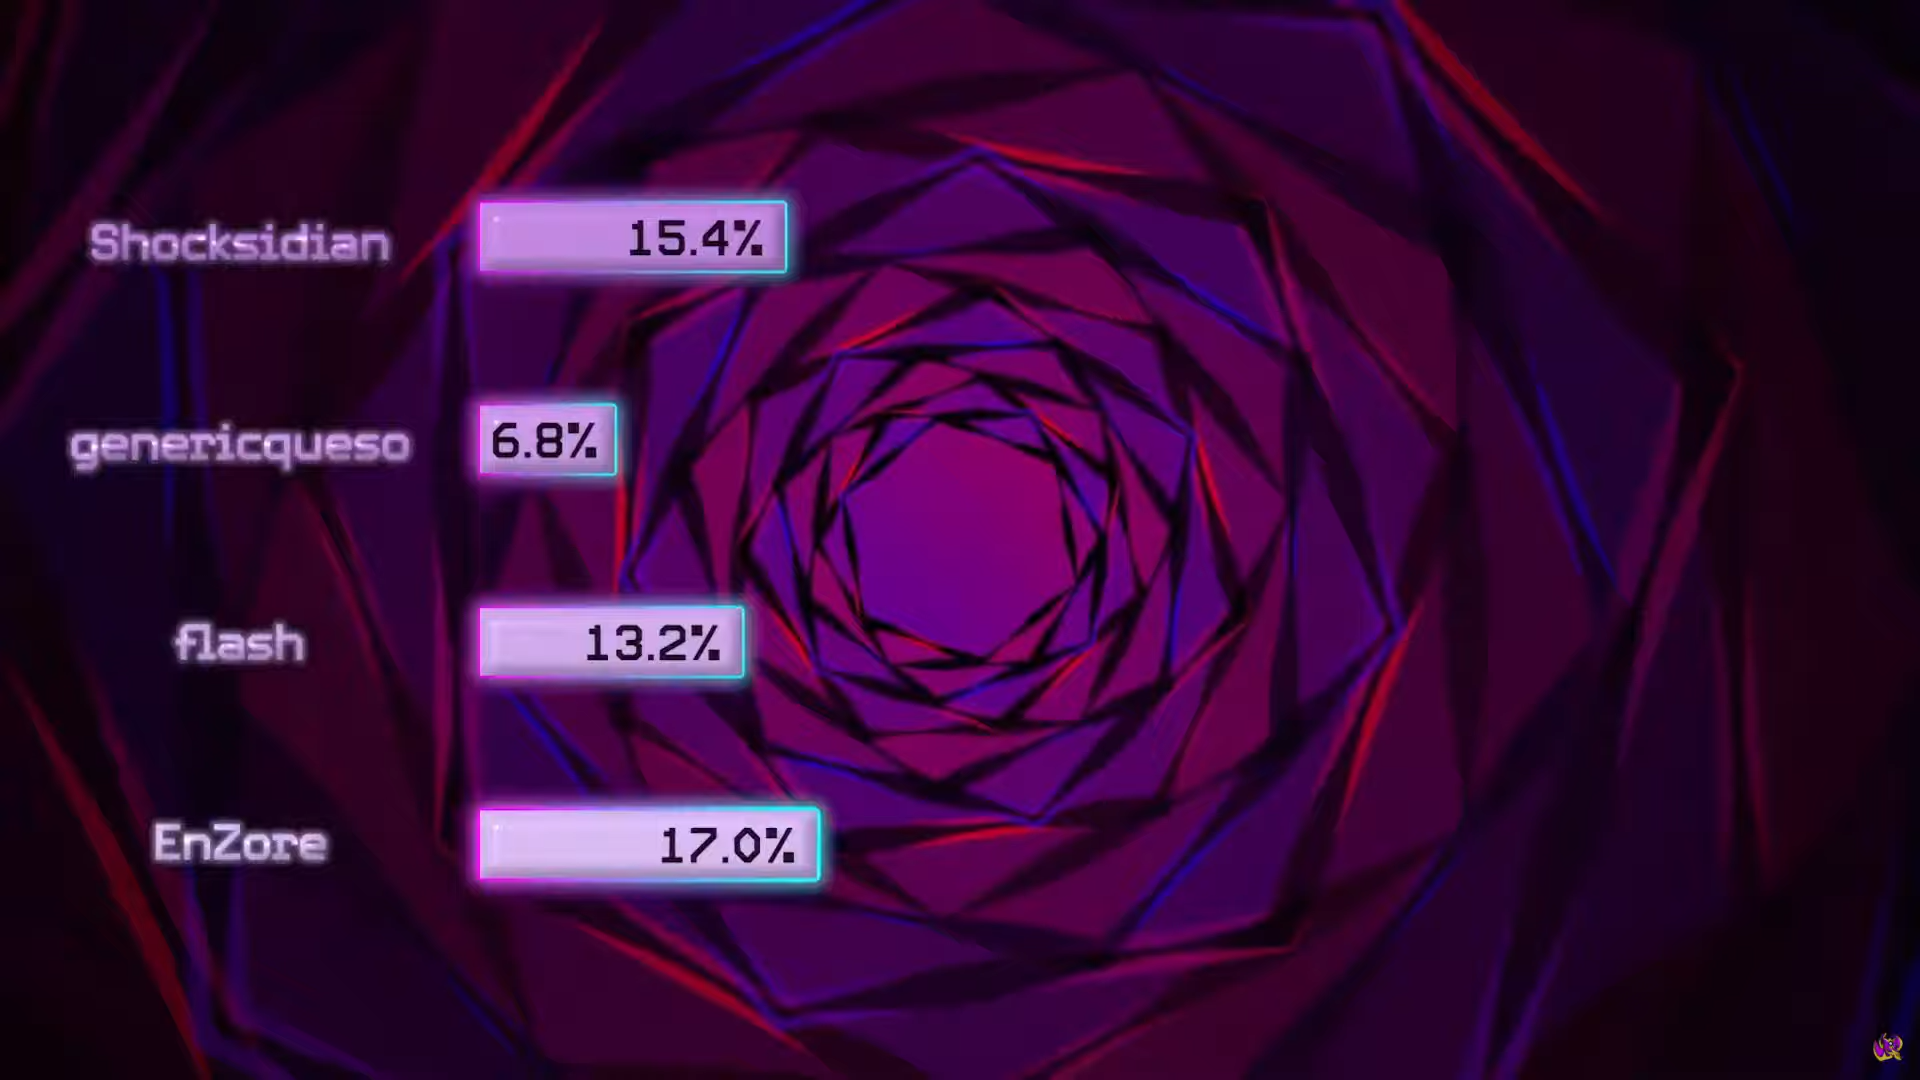 Shocksidian
15.4%
genericqueso
6.8%
flash
13.2%
EnZore
17.0%